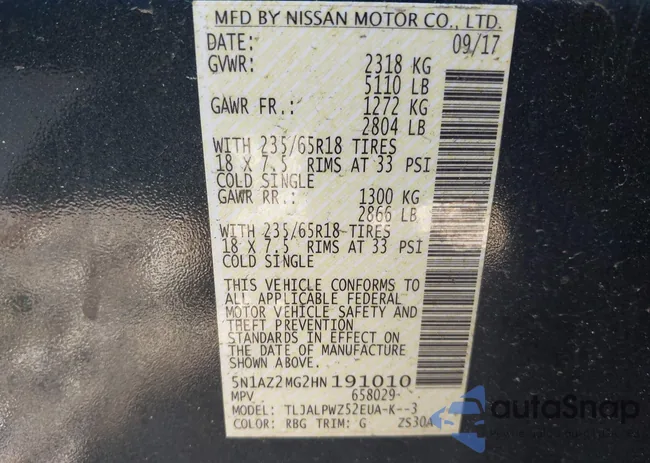 MFD BY NISSAN MOTOR CO., LTD.
DATE: 09/17
GVWR: 2318 KG
5110 LB
GAWR FR.: 1272 KG
2804 LB
WITH 235/65R18 TIRES
18 X 7.5 RIMS AT 33 PSI
COLD SINGLE
GAWR RR.: 1300 KG
2866 LB
WITH 235/65R18 TIRES
18 X 7.5 RIMS AT 33 PSI
COLD SINGLE
THIS VEHICLE CONFORMS TO
ALL APPLICABLE FEDERAL
MOTOR VEHICLE SAFETY AND
THEFT PREVENTION
STANDARDS IN EFFECT ON
THE DATE OF MANUFACTURE
SHOWN ABOVE.
5N1AZ2MG2HN191010
MPV 658029
MODEL: TLJALPWZ52EUA-K--3
COLOR: RBG TRIM: G ZS30A
autoSnap